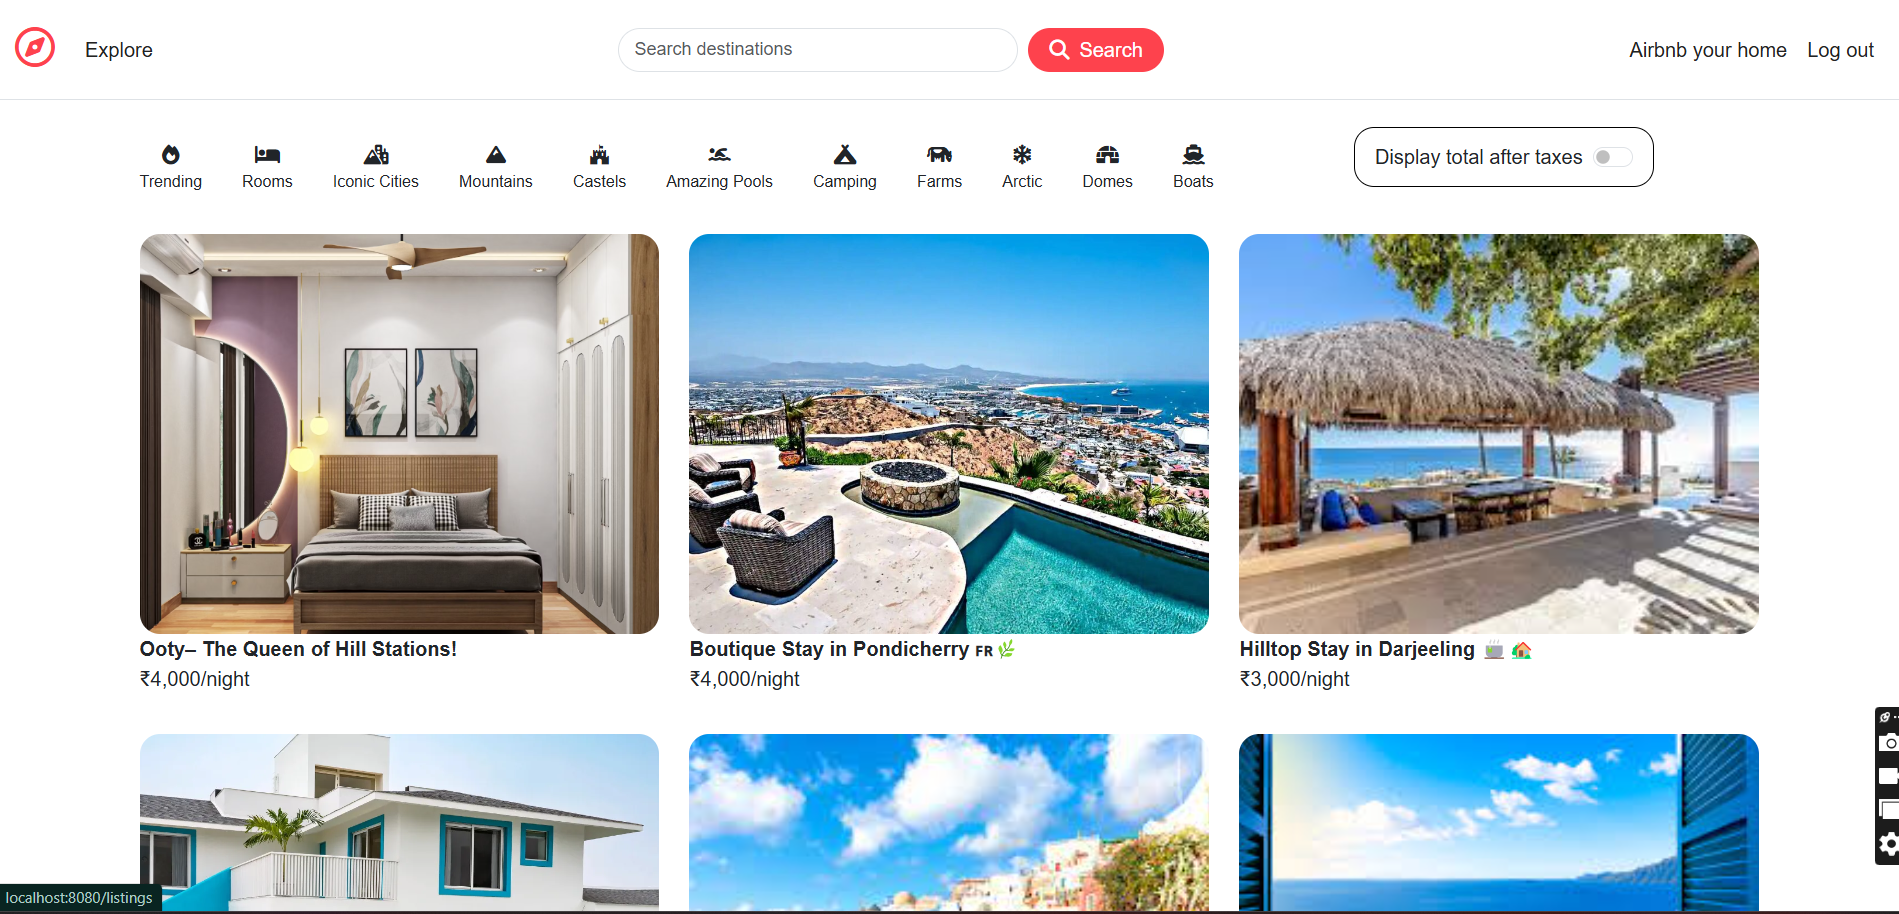 Explore
Search destinations
Search
Airbnb your home
Log out
Trending
Rooms
Iconic Cities
Mountains
Castels
Amazing Pools
Camping
Farms
Arctic
Domes
Boats
Display total after taxes
Ooty– The Queen of Hill Stations!
₹4,000/night
Boutique Stay in Pondicherry 🇫🇷🌿
₹4,000/night
Hilltop Stay in Darjeeling 🍵 🏡
₹3,000/night
localhost:8080/listings